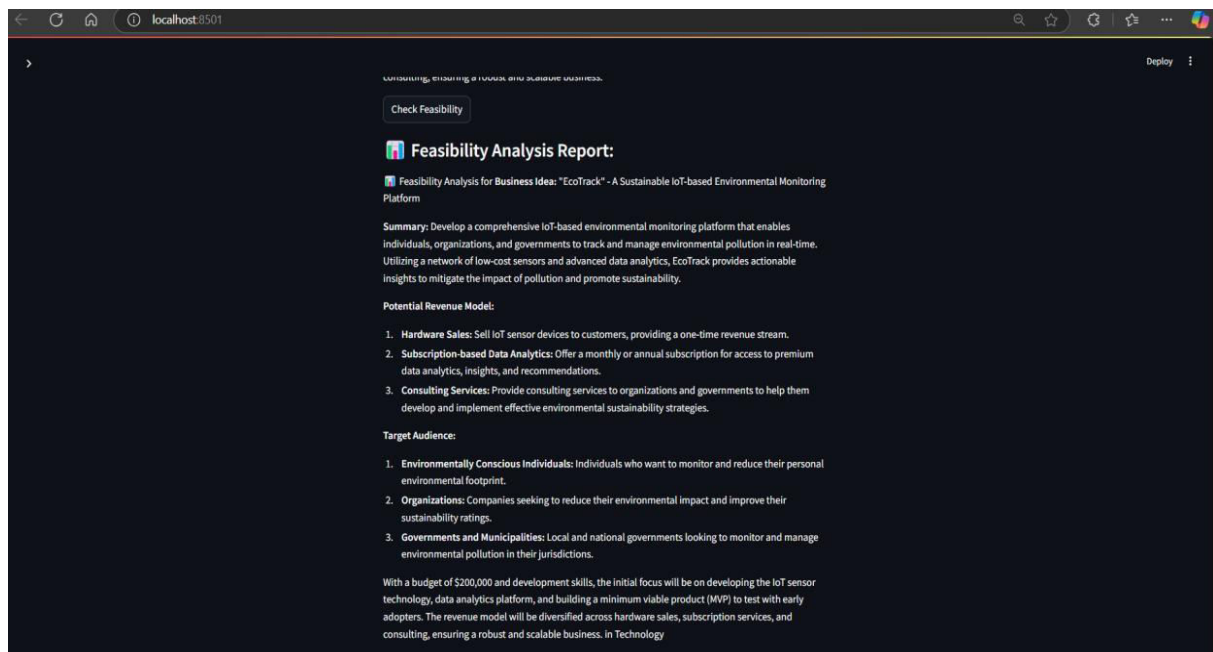 localhost:8501
Deploy
consulting, ensuring a robust and scalable business.
Check Feasibility
Feasibility Analysis Report:
Feasibility Analysis for Business Idea: "EcoTrack" - A Sustainable IoT-based Environmental Monitoring
Platform
Summary: Develop a comprehensive IoT-based environmental monitoring platform that enables
individuals, organizations, and governments to track and manage environmental pollution in real-time.
Utilizing a network of low-cost sensors and advanced data analytics, EcoTrack provides actionable
insights to mitigate the impact of pollution and promote sustainability.
Potential Revenue Model:
1. Hardware Sales: Sell IoT sensor devices to customers, providing a one-time revenue stream.
2. Subscription-based Data Analytics: Offer a monthly or annual subscription for access to premium
data analytics, insights, and recommendations.
3. Consulting Services: Provide consulting services to organizations and governments to help them
develop and implement effective environmental sustainability strategies.
Target Audience:
1. Environmentally Conscious Individuals: Individuals who want to monitor and reduce their personal
environmental footprint.
2. Organizations: Companies seeking to reduce their environmental impact and improve their
sustainability ratings.
3. Governments and Municipalities: Local and national governments looking to monitor and manage
environmental pollution in their jurisdictions.
With a budget of $200,000 and development skills, the initial focus will be on developing the IoT sensor
technology, data analytics platform, and building a minimum viable product (MVP) to test with early
adopters. The revenue model will be diversified across hardware sales, subscription services, and
consulting, ensuring a robust and scalable business. in Technology